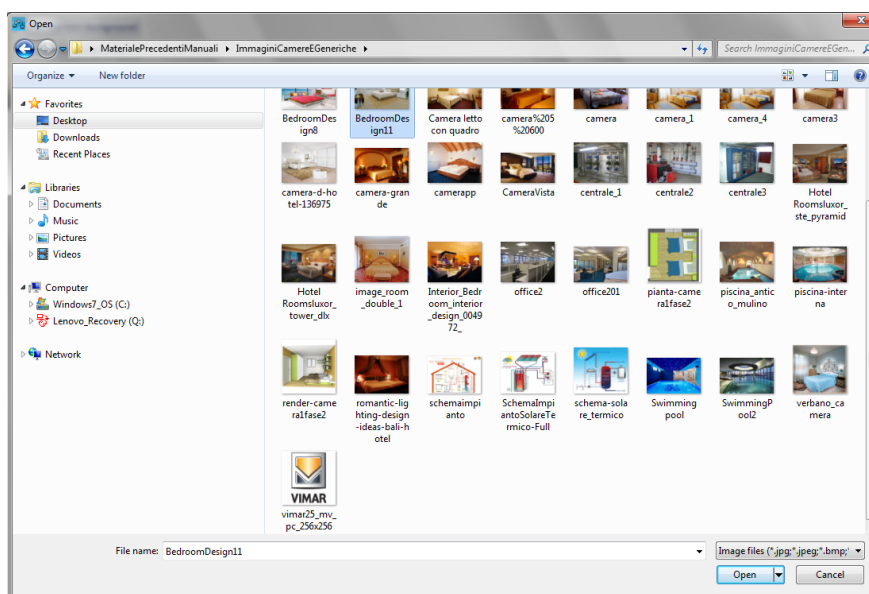 Open
MaterialePrecedentiManuali
ImmaginiCamereEGeneriche
Search ImmaginiCamereEGen...
Organize
New folder
Favorites
Desktop
Downloads
Recent Places
Libraries
Documents
Music
Pictures
Videos
Computer
Windows7_OS (C:)
Lenovo_Recovery (Q:)
Network
BedroomDes
ign8
BedroomDes
ign11
Camera letto
con quadro
camera%205
%20600
camera
camera_1
camera_4
camera3
camera-d-ho
tel-136975
camera-gran
de
camerapp
CameraVista
centrale_1
centrale2
centrale3
Hotel
Roomsluxor_
ste_pyramid
Hotel
Roomsluxor_
tower_dlx
image_room
_double_1
Interior_Bedr
oom_interior
_design_0049
72_
office2
office201
pianta-came
ra1fase2
piscina_antic
o_mulino
piscina-inter
na
render-came
ra1fase2
romantic-lig
hting-design
-ideas-bali-h
otel
schemaimpi
anto
SchemaImpi
antoSolareTe
rmico-Full
schema-sola
re_termico
Swimming
pool
SwimmingP
ool2
verbano_ca
mera
VIMAR
vimar25_mv_
pc_256x256
File name:
BedroomDesign11
Image files (*.jpg;*.jpeg;*.bmp;'
Open
Cancel